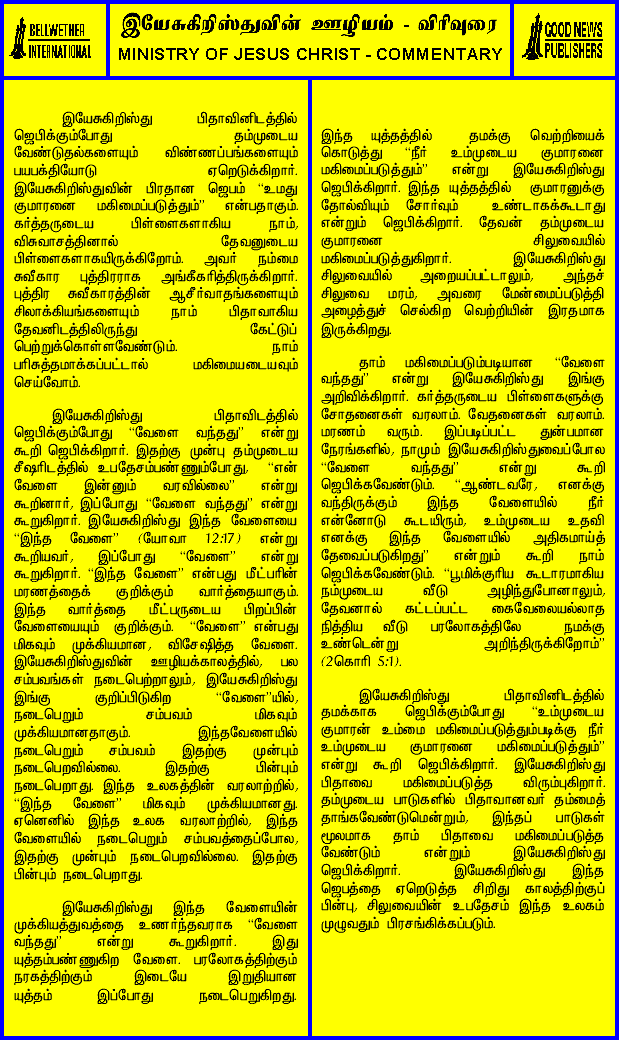 BELLWETHER
INTERNATIONAL
இயேசுகிறிஸ்துவின் ஊழியம் - விரிவுரை
MINISTRY OF JESUS CHRIST - COMMENTARY
GOOD NEWS
PUBLISHERS
இயேசுகிறிஸ்து பிதாவினிடத்தில்
ஜெபிக்கும்போது தம்முடைய
வேண்டுதல்களையும் விண்ணப்பங்களையும்
பயபக்தியோடு ஏறெடுக்கிறார்.
இயேசுகிறிஸ்துவின் பிரதான ஜெபம் “உமது
குமாரனை மகிமைப்படுத்தும்” என்பதாகும்.
கர்த்தருடைய பிள்ளைகளாகிய நாம்,
விசுவாசத்தினால் தேவனுடைய
பிள்ளைகளாகயிருக்கிறோம். அவர் நம்மை
சுவீகார புத்திரராக அங்கீகரித்திருக்கிறார்.
புத்திர சுவீகாரத்தின் ஆசீர்வாதங்களையும்
சிலாக்கியங்களையும் நாம் பிதாவாகிய
தேவனிடத்திலிருந்து கேட்டுப்
பெற்றுக்கொள்ளவேண்டும். நாம்
பரிசுத்தமாக்கப்பட்டால் மகிமையடையவும்
செய்வோம்.
இயேசுகிறிஸ்து பிதாவிடத்தில்
ஜெபிக்கும்போது “வேளை வந்தது” என்று
கூறி ஜெபிக்கிறார். இதற்கு முன்பு தம்முடைய
சீஷரிடத்தில் உபதேசம்பண்ணும்போது, “என்
வேளை இன்னும் வரவில்லை” என்று
கூறினார், இப்போது “வேளை வந்தது” என்று
கூறுகிறார். இயேசுகிறிஸ்து இந்த வேளையை
“இந்த வேளை” (யோவா 12:17) என்று
கூறியவர், இப்போது “வேளை” என்று
கூறுகிறார். “இந்த வேளை” என்பது மீட்பரின்
மரணத்தைக் குறிக்கும் வார்த்தையாகும்.
இந்த வார்த்தை மீட்பருடைய பிறப்பின்
வேளையையும் குறிக்கும். “வேளை” என்பது
மிகவும் முக்கியமான, விசேஷித்த வேளை.
இயேசுகிறிஸ்துவின் ஊழியக்காலத்தில், பல
சம்பவங்கள் நடைபெற்றாலும், இயேசுகிறிஸ்து
இங்கு குறிப்பிடுகிற “வேளை”யில்,
நடைபெறும் சம்பவம் மிகவும்
முக்கியமானதாகும். இந்தவேளையில்
நடைபெறும் சம்பவம் இதற்கு முன்பும்
நடைபெறவில்லை. இதற்கு பின்பும்
நடைபெறாது. இந்த உலகத்தின் வரலாற்றில்,
“இந்த வேளை” மிகவும் முக்கியமானது.
ஏனெனில் இந்த உலக வரலாற்றில், இந்த
வேளையில் நடைபெறும் சம்பவத்தைப்போல,
இதற்கு முன்பும் நடைபெறவில்லை. இதற்கு
பின்பும் நடைபெறாது.
இயேசுகிறிஸ்து இந்த வேளையின்
முக்கியத்துவத்தை உணர்ந்தவராக “வேளை
வந்தது” என்று கூறுகிறார். இது
யுத்தம்பண்ணுகிற வேளை. பரலோகத்திற்கும்
நரகத்திற்கும் இடையே இறுதியான
யுத்தம் இப்போது நடைபெறுகிறது.
இந்த யுத்தத்தில் தமக்கு வெற்றியைக்
கொடுத்து “நீர் உம்முடைய குமாரனை
மகிமைப்படுத்தும்” என்று இயேசுகிறிஸ்து
ஜெபிக்கிறார். இந்த யுத்தத்தில் குமாரனுக்கு
தோல்வியும் சோர்வும் உண்டாகக்கூடாது
என்றும் ஜெபிக்கிறார். தேவன் தம்முடைய
குமாரனை சிலுவையில்
மகிமைப்படுத்துகிறார். இயேசுகிறிஸ்து
சிலுவையில் அறையப்பட்டாலும், அந்தச்
சிலுவை மரம், அவரை மேன்மைப்படுத்தி
அழைத்துச் செல்கிற வெற்றியின் இரதமாக
இருக்கிறது.
தாம் மகிமைப்படும்படியான “வேளை
வந்தது” என்று இயேசுகிறிஸ்து இங்கு
அறிவிக்கிறார். கர்த்தருடைய பிள்ளைகளுக்கு
சோதனைகள் வரலாம். வேதனைகள் வரலாம்.
மரணம் வரும். இப்படிப்பட்ட துன்பமான
நேரங்களில், நாமும் இயேசுகிறிஸ்துவைப்போல
“வேளை வந்தது” என்று கூறி
ஜெபிக்கவேண்டும். “ஆண்டவரே, எனக்கு
வந்திருக்கும் இந்த வேளையில் நீர்
என்னோடு கூடயிரும், உம்முடைய உதவி
எனக்கு இந்த வேளையில் அதிகமாய்த்
தேவைப்படுகிறது” என்றும் கூறி நாம்
ஜெபிக்கவேண்டும். “பூமிக்குரிய கூடாரமாகிய
நம்முடைய வீடு அழிந்துபோனாலும்,
தேவனால் கட்டப்பட்ட கைவேலையல்லாத
நித்திய வீடு பரலோகத்திலே நமக்கு
உண்டென்று அறிந்திருக்கிறோம்”
(2கொரி 5:1).
இயேசுகிறிஸ்து பிதாவினிடத்தில்
தமக்காக ஜெபிக்கும்போது “உம்முடைய
குமாரன் உம்மை மகிமைப்படுத்தும்படிக்கு நீர்
உம்முடைய குமாரனை மகிமைப்படுத்தும்”
என்று கூறி ஜெபிக்கிறார். இயேசுகிறிஸ்து
பிதாவை மகிமைப்படுத்த விரும்புகிறார்.
தம்முடைய பாடுகளில் பிதாவானவர் தம்மைத்
தாங்கவேண்டுமென்றும், இந்தப் பாடுகள்
மூலமாக தாம் பிதாவை மகிமைப்படுத்த
வேண்டும் என்றும் இயேசுகிறிஸ்து
ஜெபிக்கிறார். இயேசுகிறிஸ்து இந்த
ஜெபத்தை ஏறெடுத்த சிறிது காலத்திற்குப்
பின்பு, சிலுவையின் உபதேசம் இந்த உலகம்
முழுவதும் பிரசங்கிக்கப்படும்.